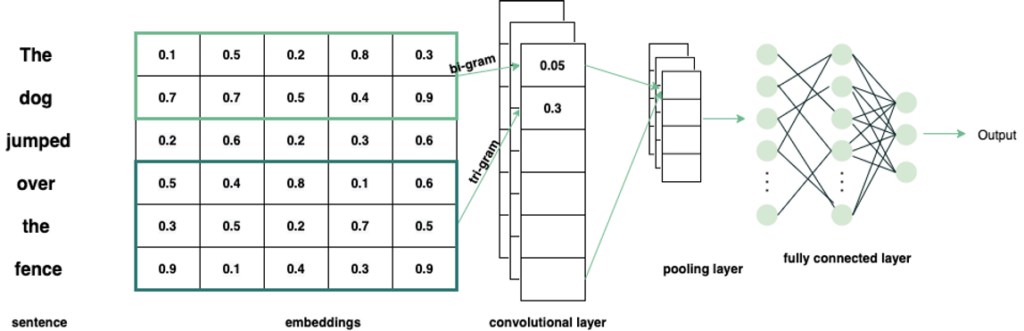 The 0.1 0.5 0.2 0.8 0.3
dog 0.7 0.7 0.5 0.4 0.9
jumped 0.2 0.6 0.2 0.3 0.6
over 0.5 0.4 0.8 0.1 0.6
the 0.3 0.5 0.2 0.7 0.5
fence 0.9 0.1 0.4 0.3 0.9
bi-gram
tri-gram
0.05
0.3
Output
sentence
embeddings
convolutional layer
pooling layer
fully connected layer